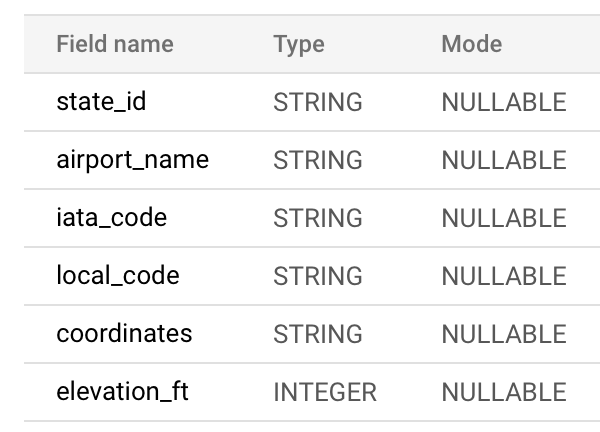 Field name Type Mode
state_id STRING NULLABLE
airport_name STRING NULLABLE
iata_code STRING NULLABLE
local_code STRING NULLABLE
coordinates STRING NULLABLE
elevation_ft INTEGER NULLABLE